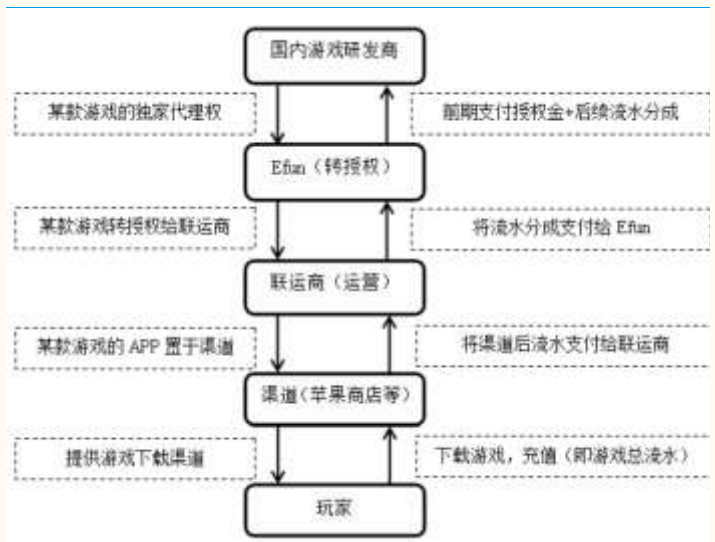 国内游戏研发商
某款游戏的独家代理权
前期支付授权金+后续流水分成
Efun（转授权）
某款游戏转授权给联运商
将流水分成支付给 Efun
联运商（运营）
某款游戏的 APP 置于渠道
将渠道后流水支付给联运商
渠道（苹果商店等）
提供游戏下载渠道
下载游戏，充值（即游戏总流水）
玩家